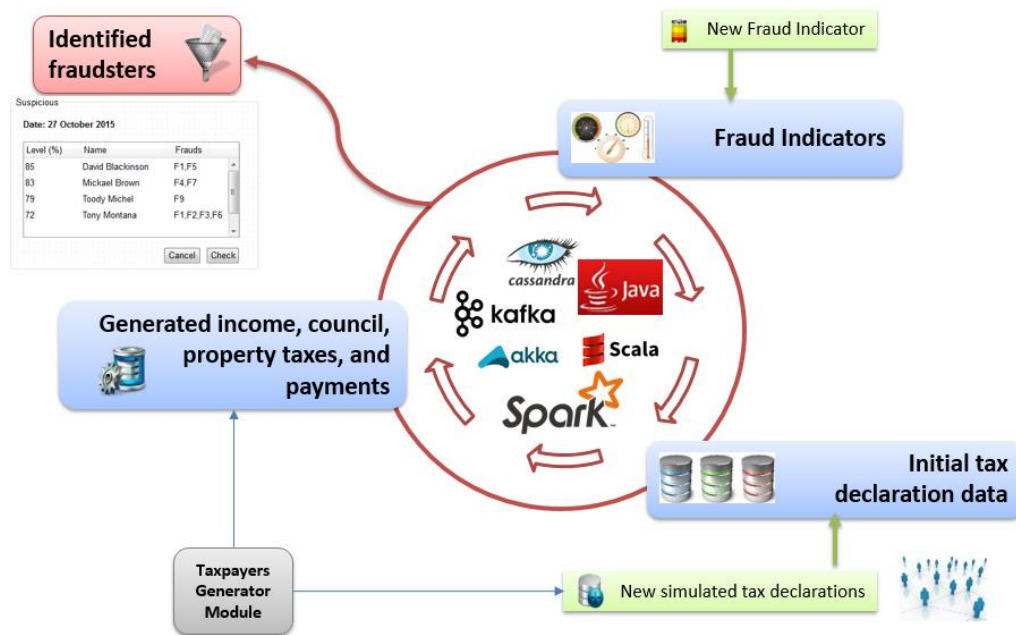 Identified
fraudsters
New Fraud Indicator
Suspicious
Date: 27 October 2015
Level (%) Name Frauds
85 David Blackinson F1,F5
83 Mickael Brown F4,F7
79 Toody Michel F9
72 Tony Montana F1,F2,F3,F6
Cancel Check
Fraud Indicators
cassandra
Java
kafka
akka
Scala
Spark™
Generated income, council,
property taxes, and
payments
Initial tax
declaration data
Taxpayers
Generator
Module
New simulated tax declarations